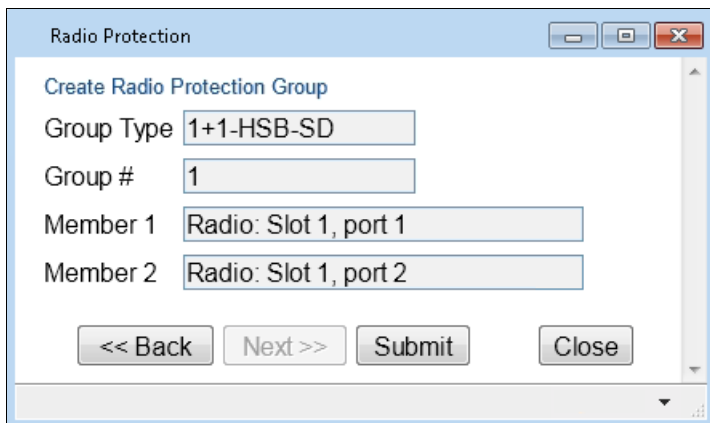 Radio Protection
Create Radio Protection Group
Group Type 1+1-HSB-SD
Group # 1
Member 1 Radio: Slot 1, port 1
Member 2 Radio: Slot 1, port 2
<< Back Next >> Submit Close